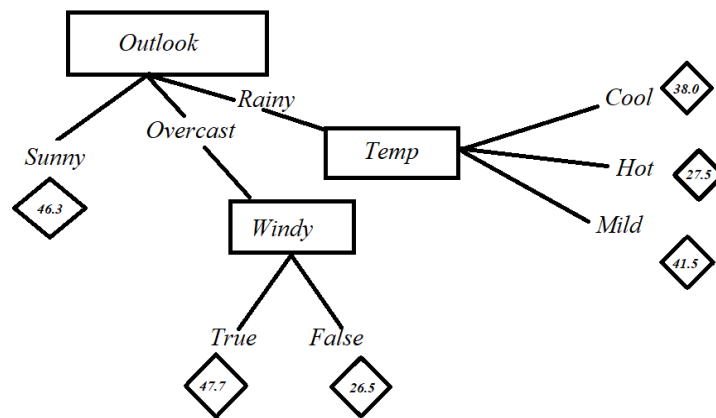 Outlook
Rainy
Cool
38.0
Overcast
Sunny
Temp
Hot
27.5
46.3
Windy
Mild
41.5
True
False
47.7
26.5